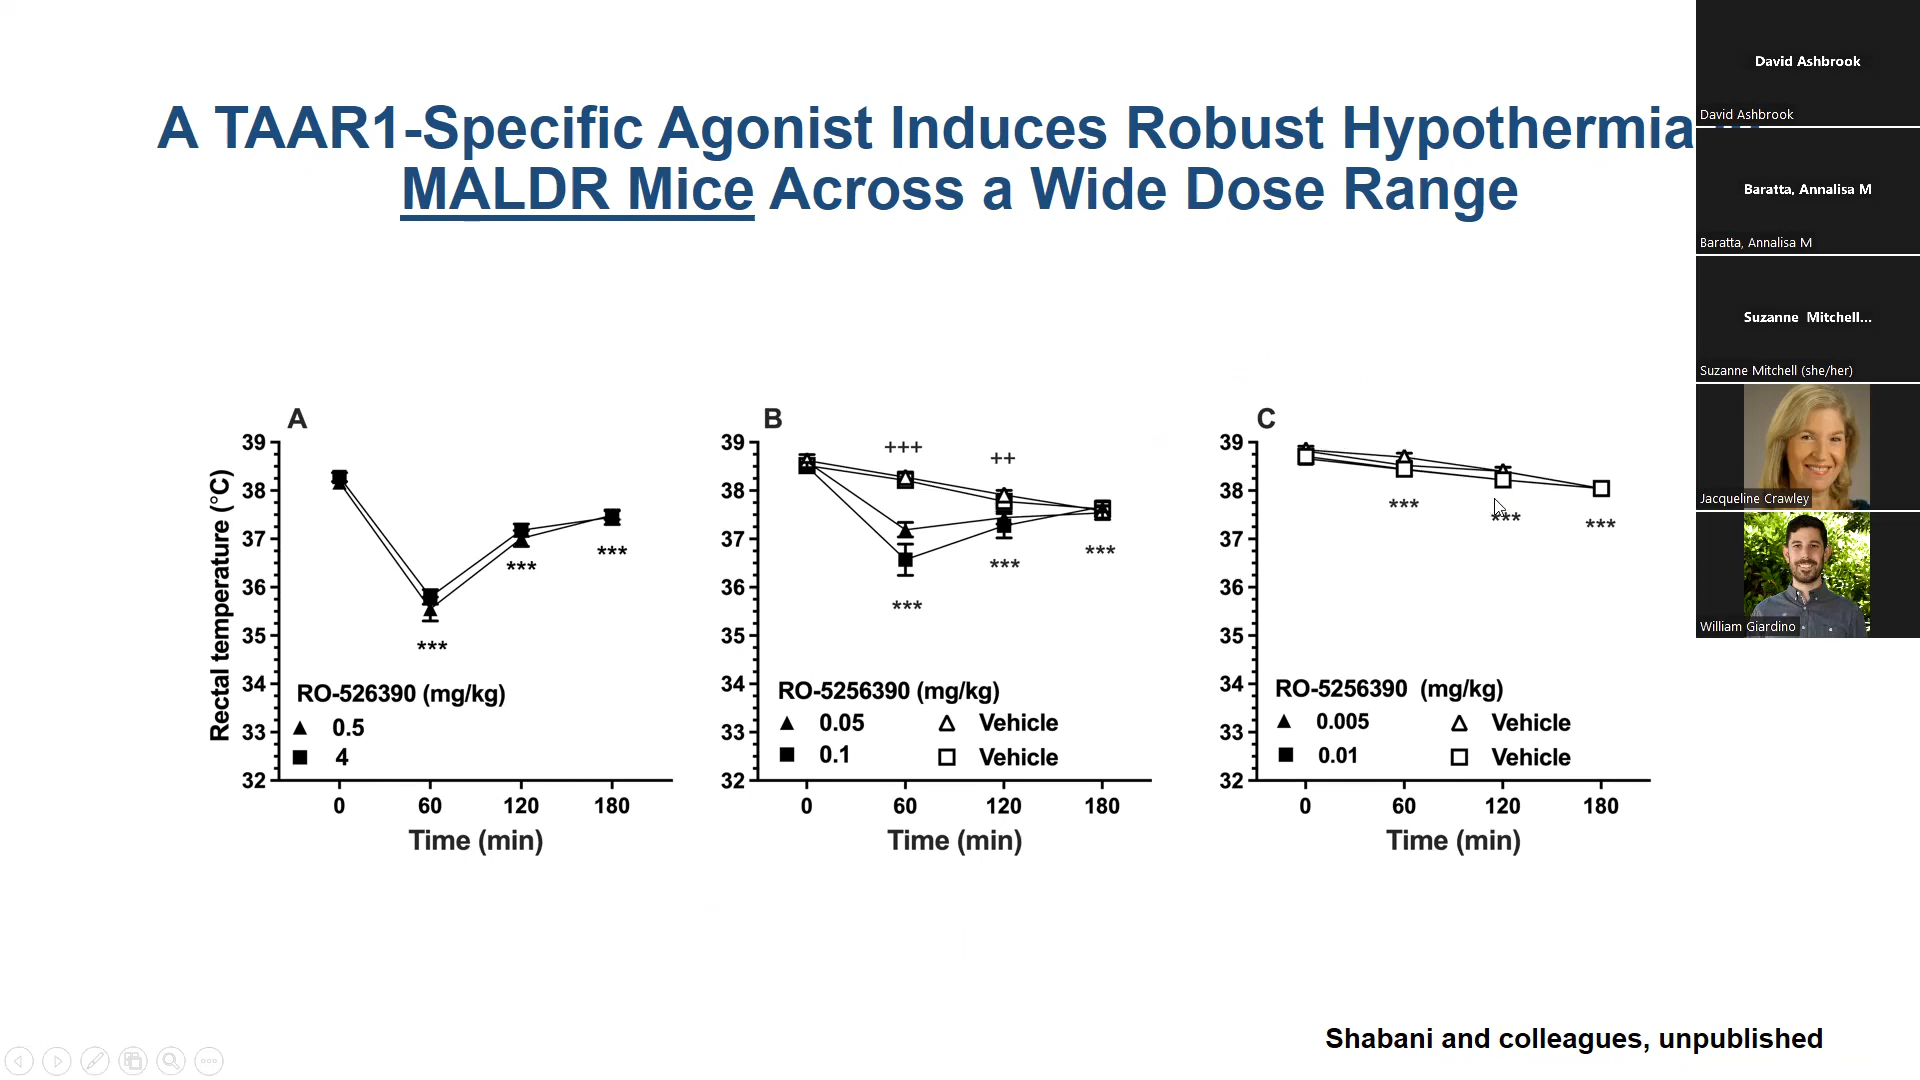 A TAAR1-Specific Agonist Induces Robust Hypothermia
MALDR Mice Across a Wide Dose Range
A
39
38
37
36
35
34
33
32
Rectal temperature (°C)
***
***
***
RO-526390 (mg/kg)
0.5
4
0
60
120
180
Time (min)
B
39
38
37
36
35
34
33
32
+++
++
***
***
***
RO-5256390 (mg/kg)
0.05
Vehicle
0.1
Vehicle
0
60
120
180
Time (min)
C
39
38
37
36
35
34
33
32
***
***
***
RO-5256390 (mg/kg)
0.005
Vehicle
0.01
Vehicle
0
60
120
180
Time (min)
Shabani and colleagues, unpublished
David Ashbrook
David Ashbrook
Baratta, Annalisa M
Baratta, Annalisa M
Suzanne Mitchell...
Suzanne Mitchell (she/her)
Jacqueline Crawley
William Giardino